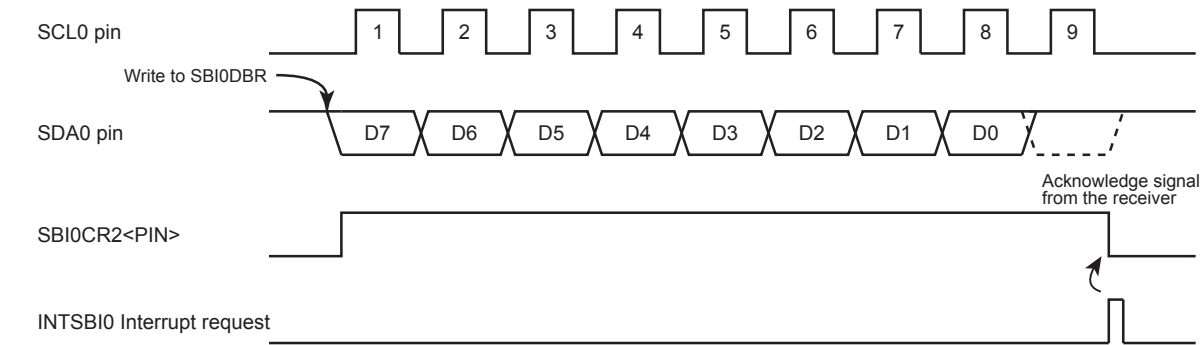 SCL0 pin
1 2 3 4 5 6 7 8 9
Write to SBI0DBR
SDA0 pin
D7 D6 D5 D4 D3 D2 D1 D0
Acknowledge signal
from the receiver
SBI0CR2<PIN>
INTSBI0 Interrupt request